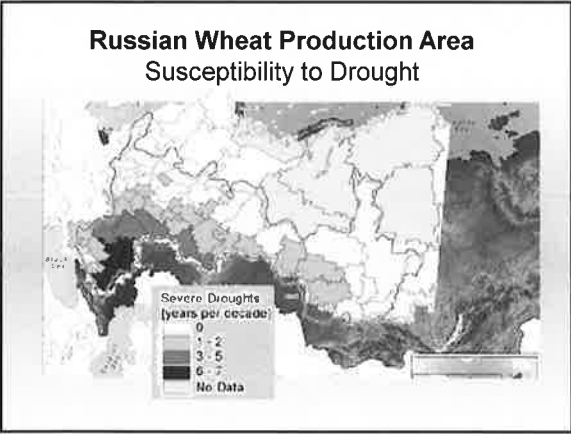 Russian Wheat Production Area
Susceptibility to Drought
Black
Sea
Severe Droughts
(years per decade)
0
1 - 2
3 - 5
6 - 7
No Data